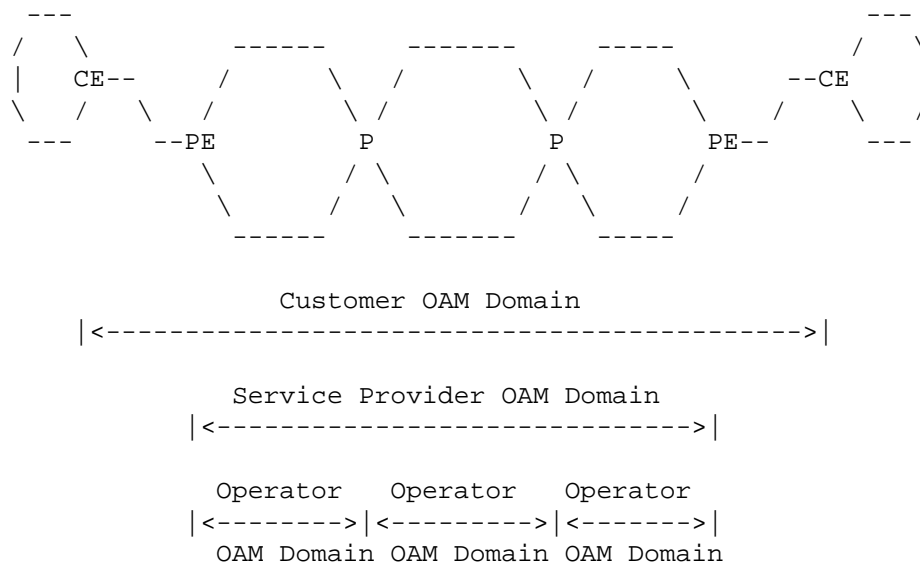 CE-- --CE
--PE P P PE--
Customer OAM Domain
|<--------------------------------------------->|
Service Provider OAM Domain
|<------------------------------>|
Operator Operator Operator
|<-------->|<--------->|<------->|
OAM Domain OAM Domain OAM Domain